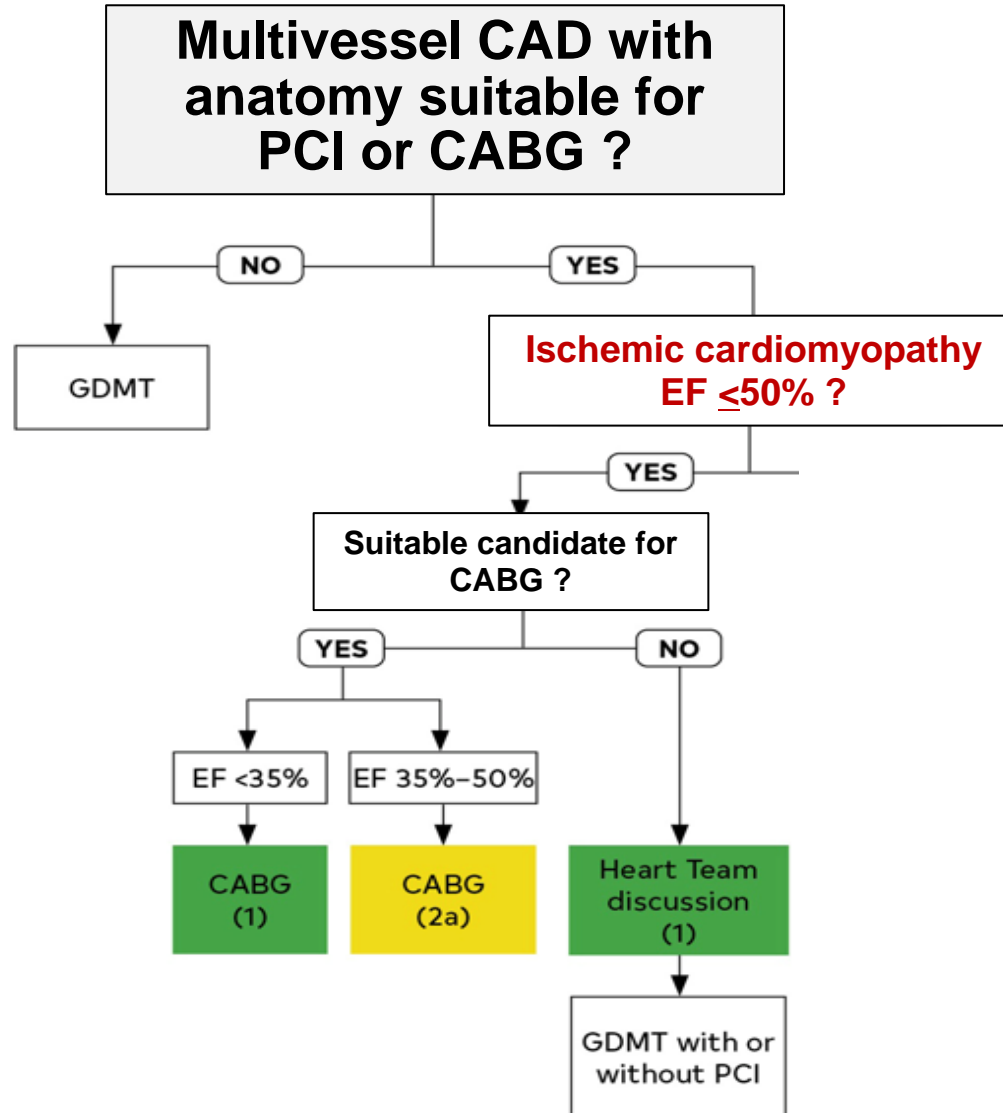 Multivessel CAD with
anatomy suitable for
PCI or CABG ?
NO
YES
GDMT
Ischemic cardiomyopathy
EF ≤50% ?
YES
Suitable candidate for
CABG ?
YES
NO
EF <35%
EF 35%–50%
CABG
(1)
CABG
(2a)
Heart Team
discussion
(1)
GDMT with or
without PCI